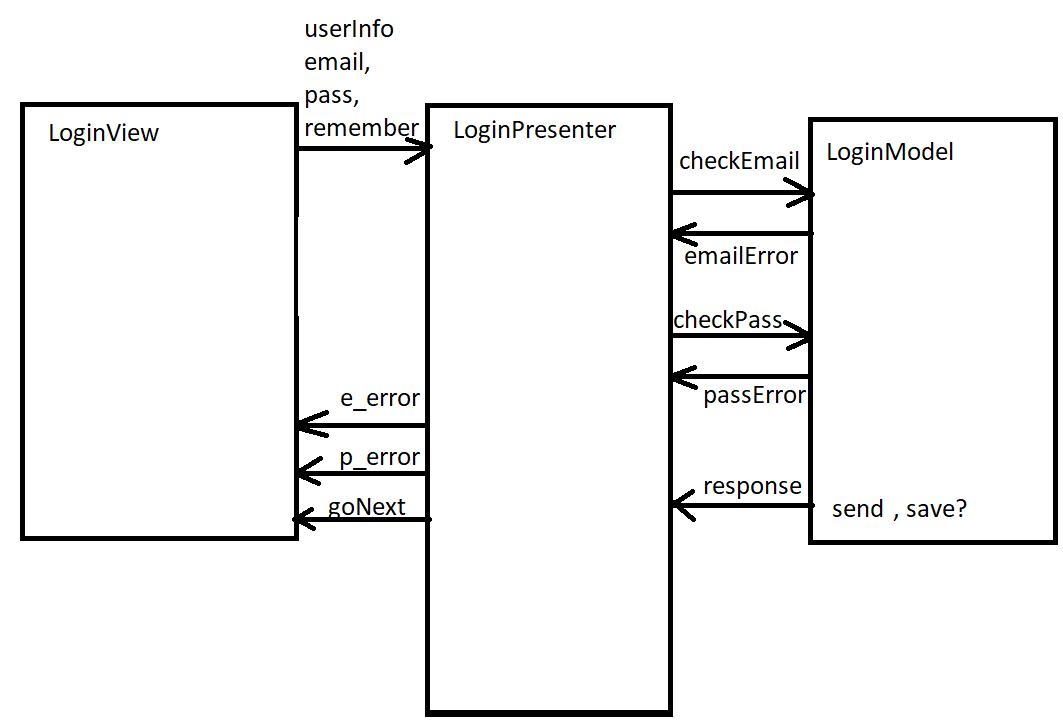 userInfo
email,
pass,
remember
LoginView
LoginPresenter
LoginModel
checkEmail
emailError
checkPass
passError
e_error
p_error
goNext
response
send , save?